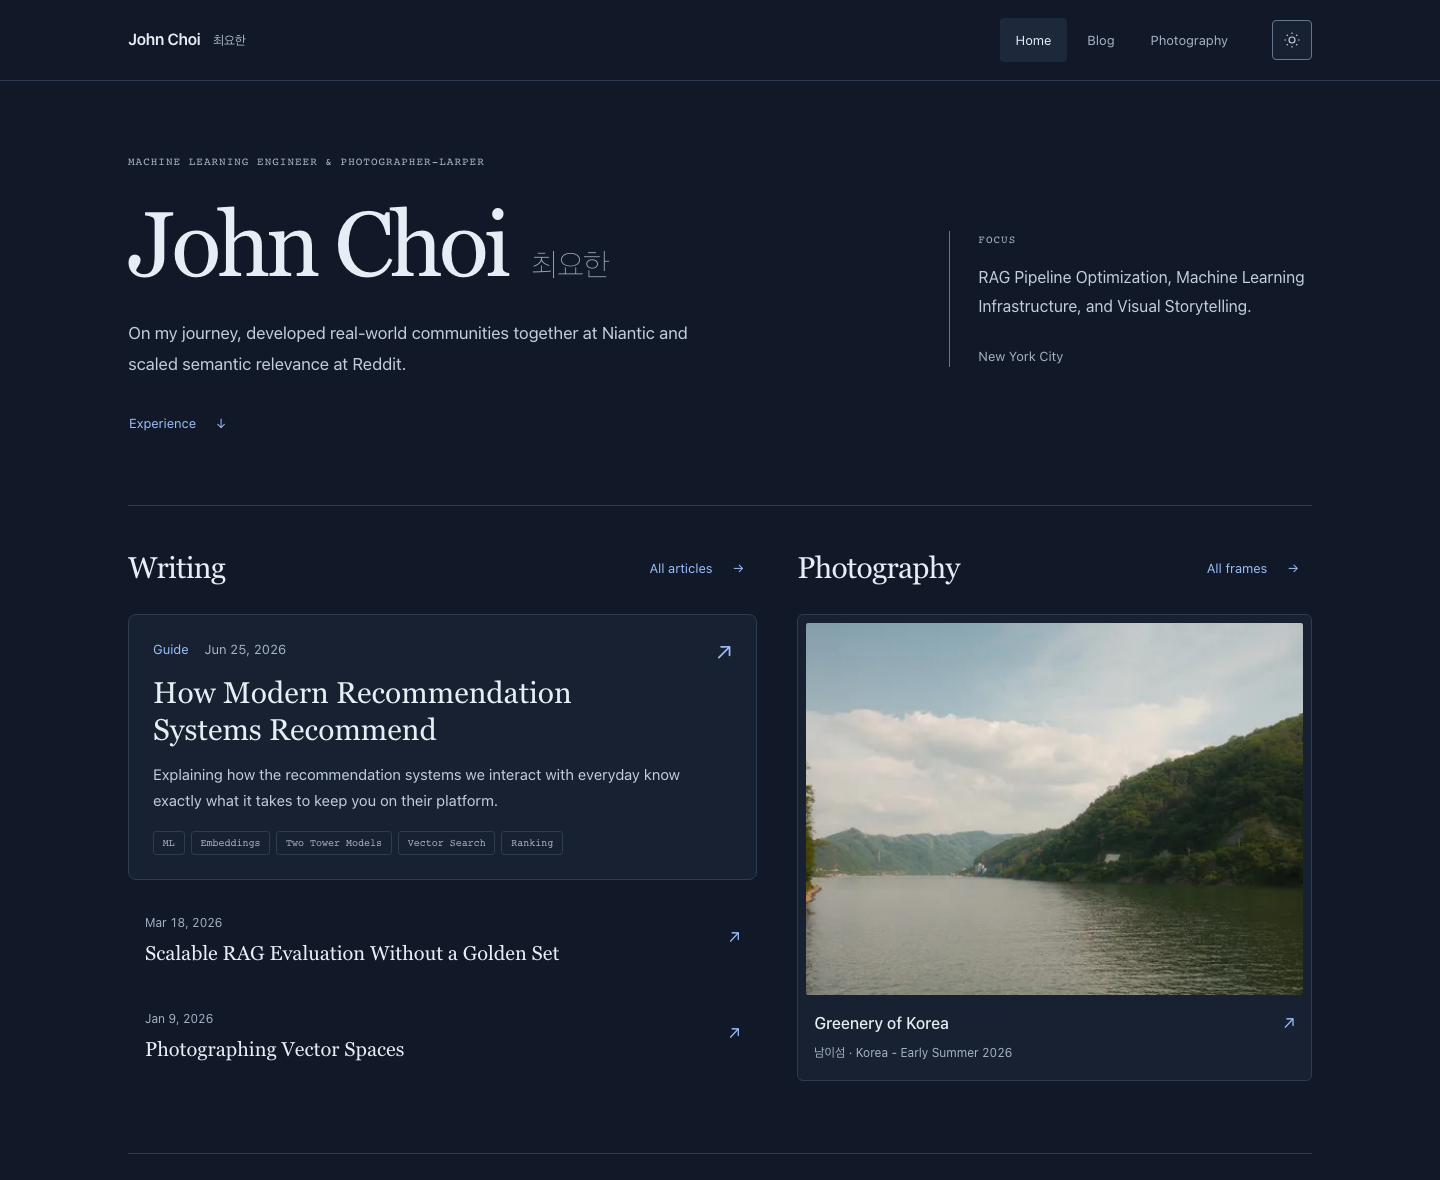 John Choi 최요한
Home Blog Photography
MACHINE LEARNING ENGINEER & PHOTOGRAPHER-LARPER
John Choi 최요한
On my journey, developed real-world communities together at Niantic and
scaled semantic relevance at Reddit.
Experience ↓
FOCUS
RAG Pipeline Optimization, Machine Learning
Infrastructure, and Visual Storytelling.
New York City
Writing
All articles →
Guide Jun 25, 2026
How Modern Recommendation
Systems Recommend
Explaining how the recommendation systems we interact with everyday know
exactly what it takes to keep you on their platform.
ML Embeddings Two Tower Models Vector Search Ranking
Mar 18, 2026
Scalable RAG Evaluation Without a Golden Set
Jan 9, 2026
Photographing Vector Spaces
Photography
All frames →
Greenery of Korea
남이섬 · Korea - Early Summer 2026